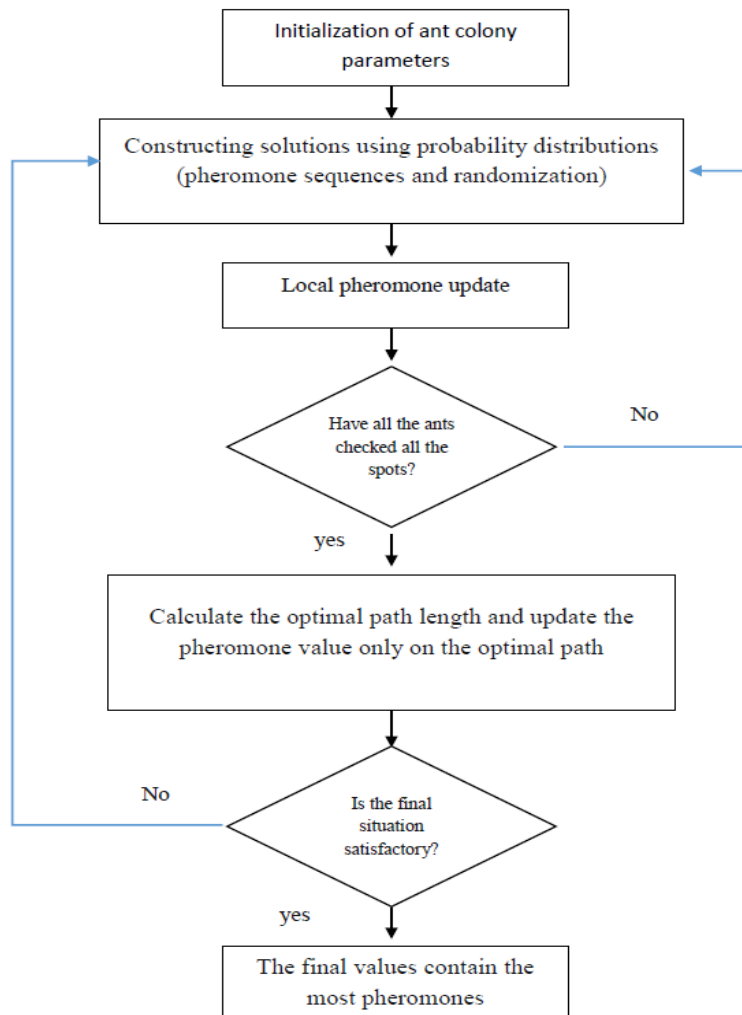 Initialization of ant colony
parameters
Constructing solutions using probability distributions
(pheromone sequences and randomization)
Local pheromone update
Have all the ants
checked all the
spots?
No
yes
Calculate the optimal path length and update the
pheromone value only on the optimal path
No
Is the final
situation
satisfactory?
yes
The final values contain the
most pheromones